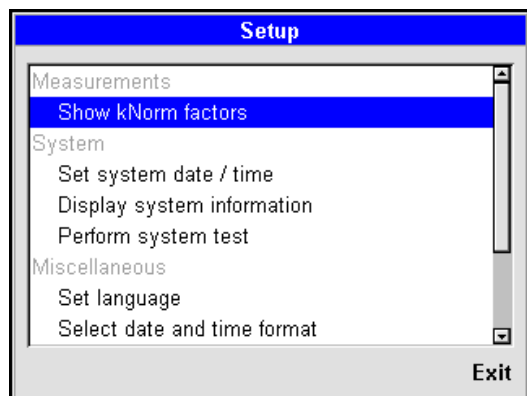 Setup
Measurements
Show kNorm factors
System
Set system date / time
Display system information
Perform system test
Miscellaneous
Set language
Select date and time format
Exit